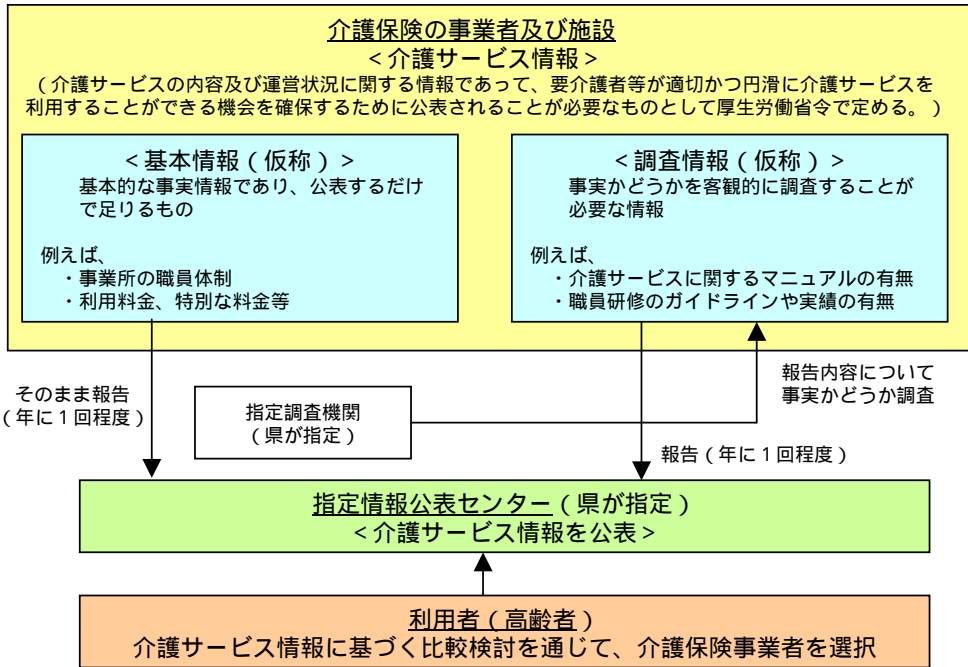 介護保険の事業者及び施設
<介護サービス情報>
(介護サービスの内容及び運営状況に関する情報であって、要介護者等が適切かつ円滑に介護サービスを
利用することができる機会を確保するために公表されることが必要なものとして厚生労働省令で定める。)
<基本情報(仮称)>
基本的な事実情報であり、公表するだけ
で足りるもの
例えば、
・事業所の職員体制
・利用料金、特別な料金等
<調査情報(仮称)>
事実かどうかを客観的に調査することが
必要な情報
例えば、
・介護サービスに関するマニュアルの有無
・職員研修のガイドラインや実績の有無
そのまま報告
(年に1回程度)
指定調査機関
(県が指定)
報告内容について
事実かどうか調査
報告(年に1回程度)
指定情報公表センター(県が指定)
<介護サービス情報を公表>
利用者(高齢者)
介護サービス情報に基づく比較検討を通じて、介護保険事業者を選択